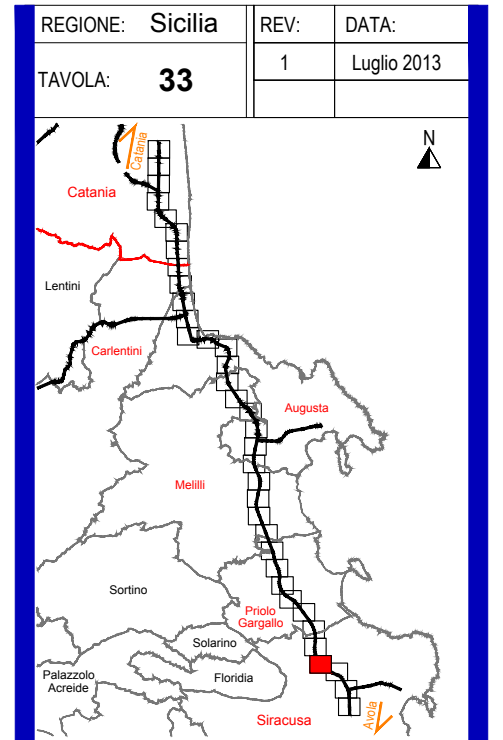 REGIONE: Sicilia
REV:
DATA:
TAVOLA: 33
1
Luglio 2013
N
Catania
Catania
Lentini
Carlentini
Augusta
Melilli
Sortino
Priolo
Gargallo
Solarino
Palazzolo
Acreide
Floridia
Siracusa
Avola